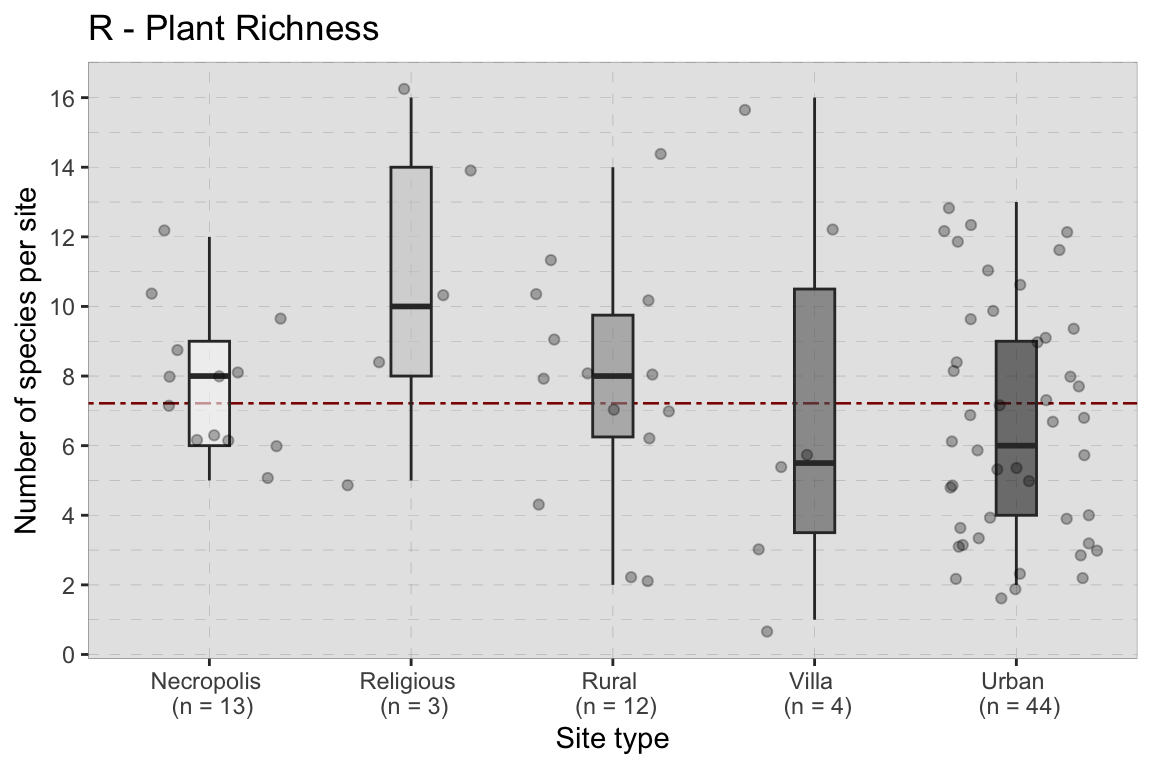 R - Plant Richness
Number of species per site
16
14
12
10
8
6
4
2
0
Necropolis Religious Rural Villa Urban
(n = 13) (n = 3) (n = 12) (n = 4) (n = 44)
Site type